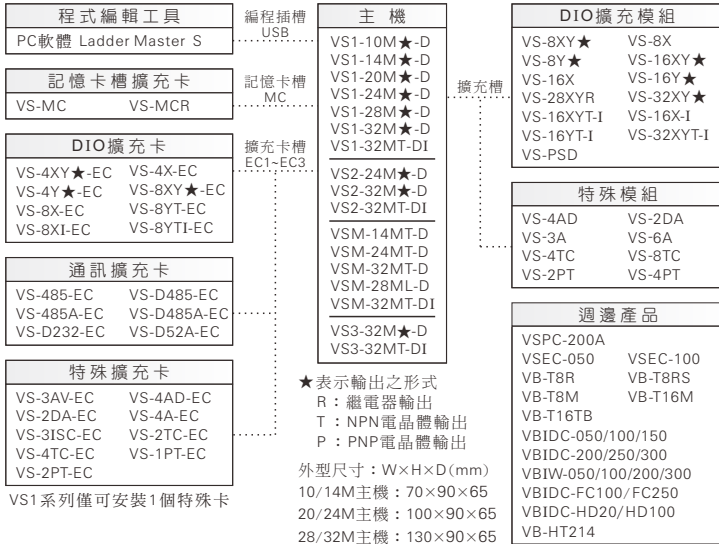 程式編輯工具
PC軟體 Ladder Master S
編程插槽
USB
記憶卡槽擴充卡
VS-MC VS-MCR
記憶卡槽
MC
DIO擴充卡
VS-4XY★-EC VS-4X-EC
VS-4Y★-EC VS-8XY★-EC
VS-8X-EC VS-8YT-EC
VS-8XI-EC VS-8YTI-EC
擴充卡槽
EC1~EC3
通訊擴充卡
VS-485-EC VS-D485-EC
VS-485A-EC VS-D485A-EC
VS-D232-EC VS-D52A-EC
特殊擴充卡
VS-3AV-EC VS-4AD-EC
VS-2DA-EC VS-4A-EC
VS-3ISC-EC VS-2TC-EC
VS-4TC-EC VS-1PT-EC
VS-2PT-EC
VS1系列僅可安裝1個特殊卡
主機
VS1-10M★-D
VS1-14M★-D
VS1-20M★-D
VS1-24M★-D
VS1-28M★-D
VS1-32M★-D
VS1-32MT-DI
VS2-24M★-D
VS2-32M★-D
VS2-32MT-DI
VSM-14MT-D
VSM-24MT-D
VSM-32MT-D
VSM-28ML-D
VSM-32MT-DI
VS3-32M★-D
VS3-32MT-DI
★表示輸出之形式
R：繼電器輸出
T：NPN電晶體輸出
P：PNP電晶體輸出
外型尺寸：W×H×D(mm)
10/14M主機：70×90×65
20/24M主機：100×90×65
28/32M主機：130×90×65
擴充槽
DIO擴充模組
VS-8XY★ VS-8X
VS-8Y★ VS-16XY★
VS-16X VS-16Y★
VS-28XYR VS-32XY★
VS-16XYT-I VS-16X-I
VS-16YT-I VS-32XYT-I
VS-PSD
特殊模組
VS-4AD VS-2DA
VS-3A VS-6A
VS-4TC VS-8TC
VS-2PT VS-4PT
週邊產品
VSPC-200A
VSEC-050 VSEC-100
VB-T8R VB-T8RS
VB-T8M VB-T16M
VB-T16TB
VBIDC-050/100/150
VBIDC-200/250/300
VBIW-050/100/200/300
VBIDC-FC100/FC250
VBIDC-HD20/HD100
VB-HT214